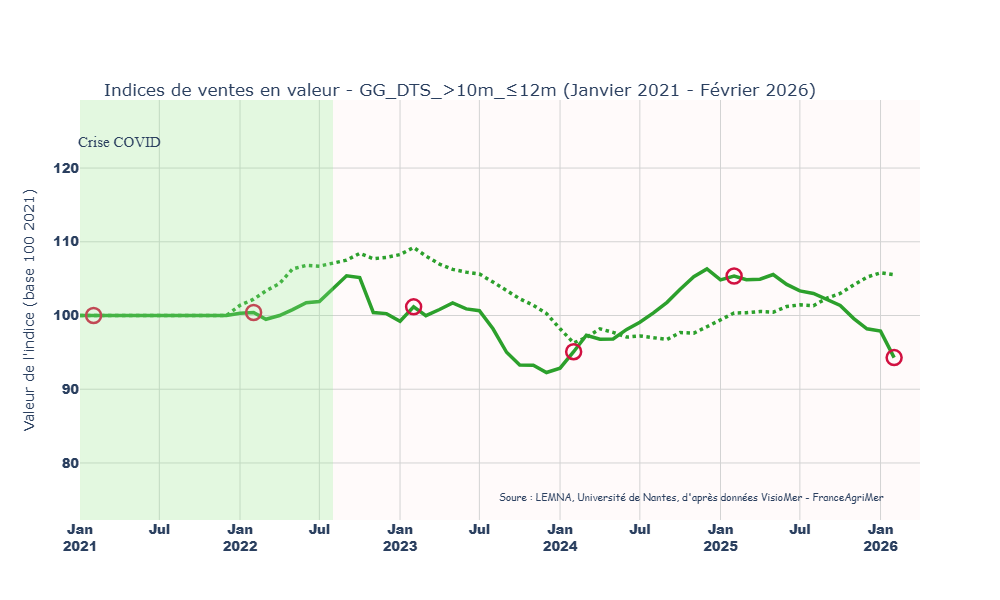 Indices de ventes en valeur - GG_DTS_>10m_≤12m (Janvier 2021 - Février 2026)
Crise COVID
Valeur de l'indice (base 100 2021)
120
110
100
90
80
Soure : LEMNA, Université de Nantes, d'après données VisioMer - FranceAgriMer
Jan Jul Jan Jul Jan Jul Jan Jul Jan Jul Jan
2021 2022 2023 2024 2025 2026